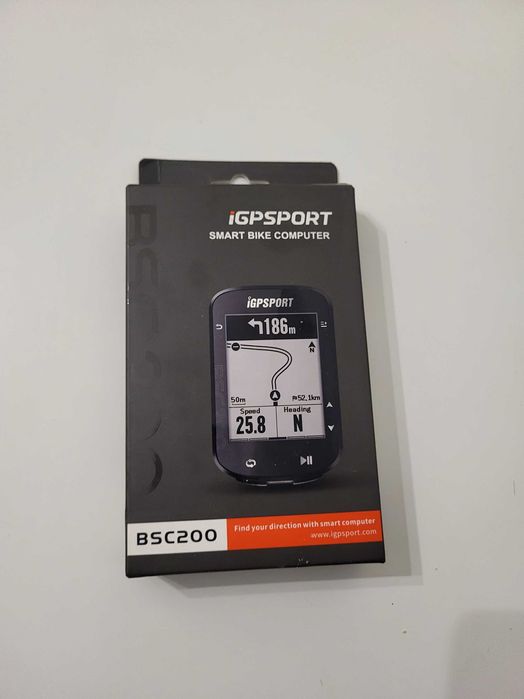 iGPSPORT
SMART BIKE COMPUTER
BSC200
iGPSPORT
186m
N
50m
52.1km
Speed
Heading
25.8
N
BSC200
Find your direction with smart computer
www.igpsport.com